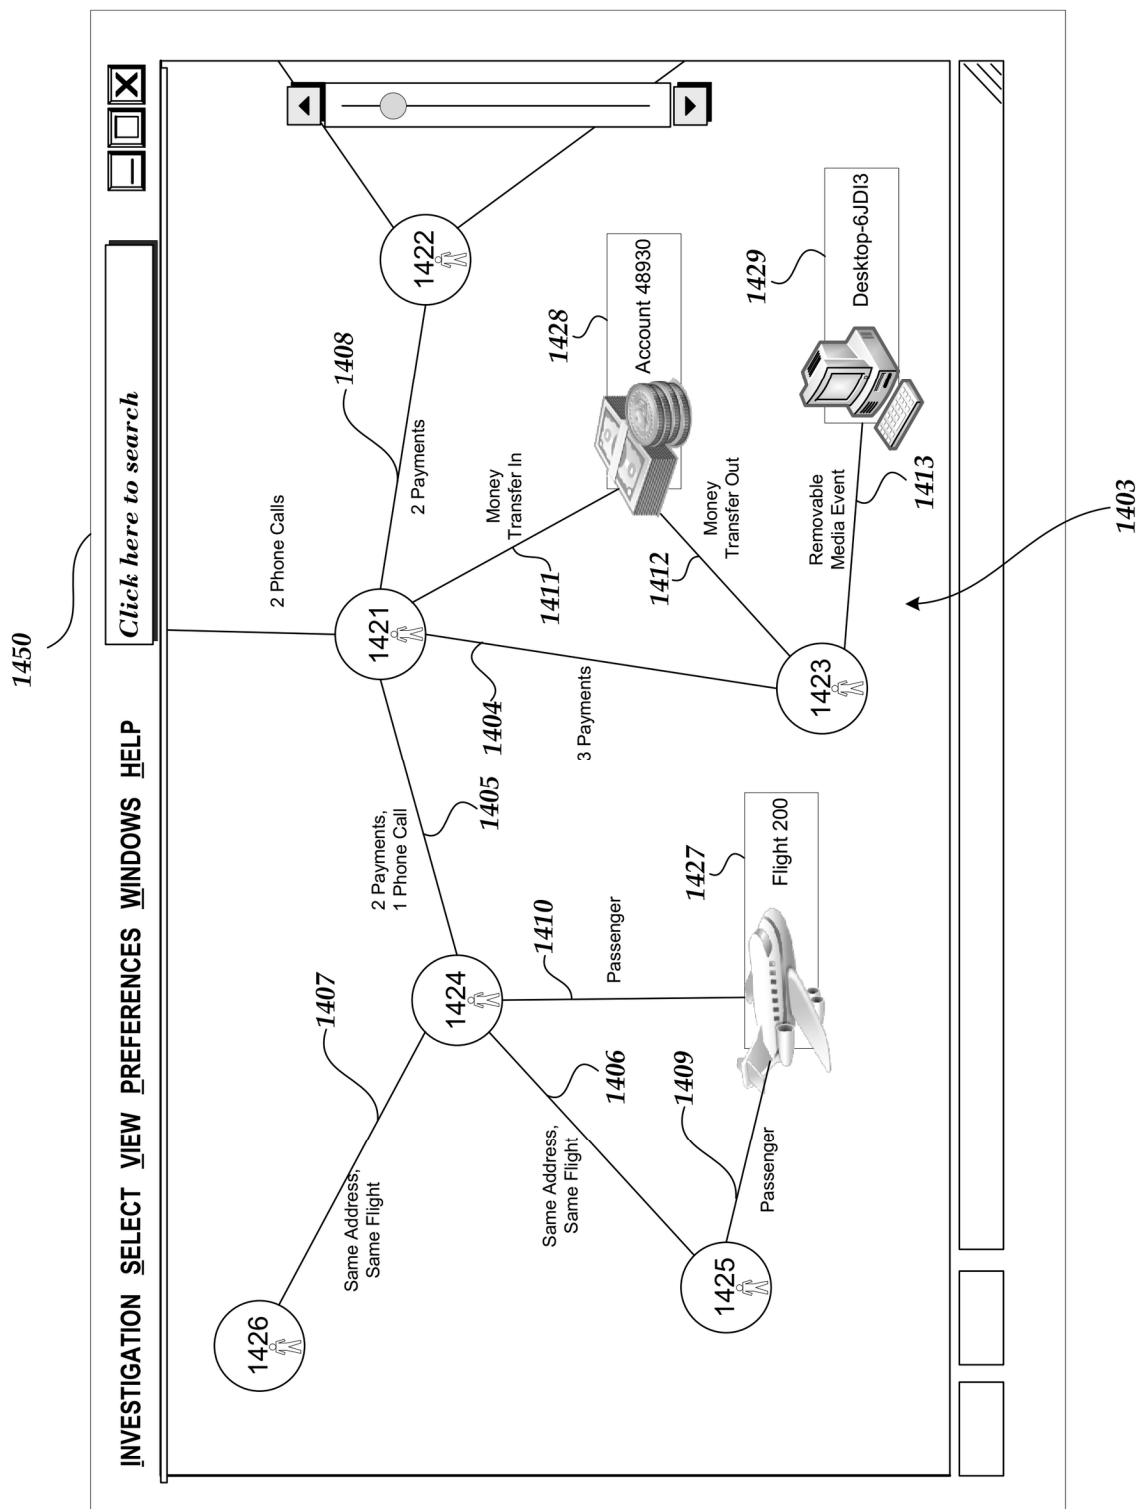 1450
INVESTIGATION SELECT VIEW PREFERENCES WINDOWS HELP
Click here to search
2 Phone Calls
1426
1407
Same Address,
Same Flight
2 Payments,
1 Phone Call
1421
1408
1422
1424
1405
2 Payments
1404
Money
Transfer In
1411
1428
Same Address,
Same Flight
1406
1410
Passenger
3 Payments
Account 48930
1412
Money
Transfer Out
1409
1427
1425
Passenger
Flight 200
1429
1423
Removable
Media Event
Desktop-6JDI3
1413
1403